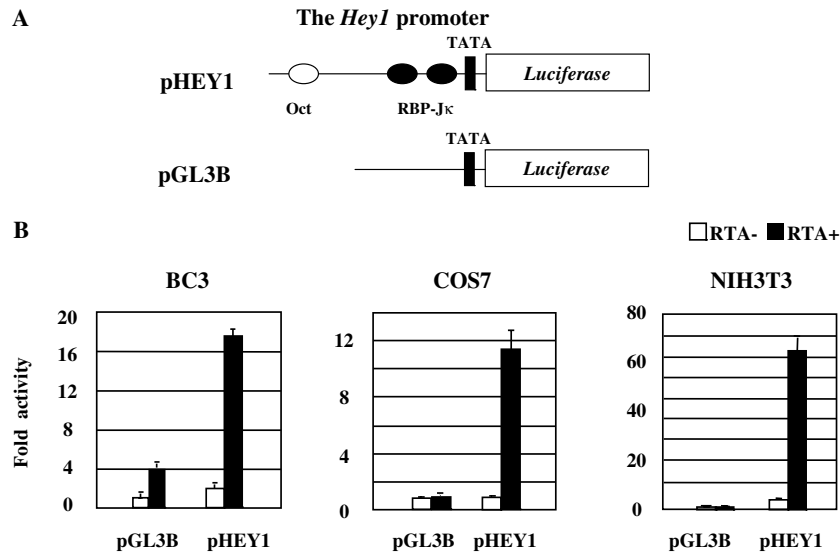 A
The Hey1 promoter
TATA
pHEY1
Luciferase
Oct
RBP-Jκ
TATA
pGL3B
Luciferase
B
RTA- RTA+
BC3
COS7
NIH3T3
Fold activity
20
16
12
8
4
0
pGL3B pHEY1
12
8
4
0
pGL3B pHEY1
80
60
40
20
0
pGL3B pHEY1